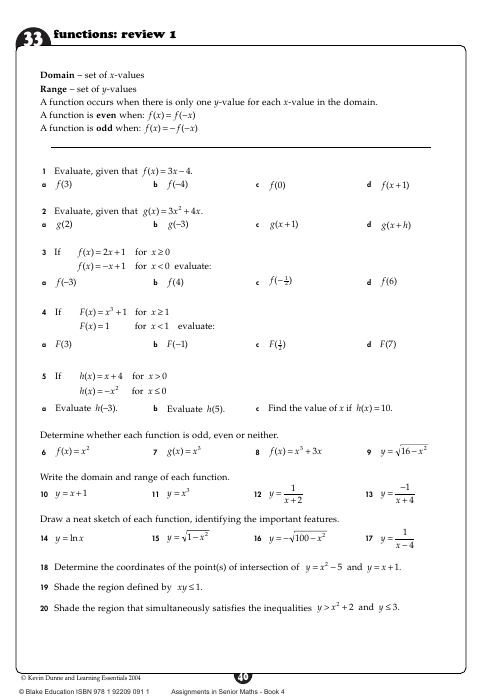 33 functions: review 1
Domain – set of x-values
Range – set of y-values
A function occurs when there is only one y-value for each x-value in the domain.
A function is even when: f(x) = f(−x)
A function is odd when: f(x) = −f(−x)
1 Evaluate, given that f(x) = 3x − 4.
a f(3) b f(−4) c f(0) d f(x + 1)
2 Evaluate, given that g(x) = 3x² + 4x.
a g(2) b g(−3) c g(x + 1) d g(x + h)
3 If f(x) = 2x + 1 for x ≥ 0
f(x) = −x + 1 for x < 0 evaluate:
a f(−3) b f(4) c f(−½) d f(6)
4 If F(x) = x³ + 1 for x ≥ 1
F(x) = 1 for x < 1 evaluate:
a F(3) b F(−1) c F(½) d F(7)
5 If h(x) = x + 4 for x > 0
h(x) = −x² for x ≤ 0
a Evaluate h(−3). b Evaluate h(5). c Find the value of x if h(x) = 10.
Determine whether each function is odd, even or neither.
6 f(x) = x² 7 g(x) = x³ 8 f(x) = x³ + 3x 9 y = √(16 − x²)
Write the domain and range of each function.
10 y = x + 1 11 y = x³ 12 y = 1/(x + 2) 13 y = −1/(x + 4)
Draw a neat sketch of each function, identifying the important features.
14 y = ln x 15 y = √(1 − x²) 16 y = −√(100 − x²) 17 y = 1/(x − 4)
18 Determine the coordinates of the point(s) of intersection of y = x² − 5 and y = x + 1.
19 Shade the region defined by xy ≤ 1.
20 Shade the region that simultaneously satisfies the inequalities y > x² + 2 and y ≤ 3.
© Kevin Dunne and Learning Essentials 2004 40
© Blake Education ISBN 978 1 92209 091 1 Assignments in Senior Maths - Book 4